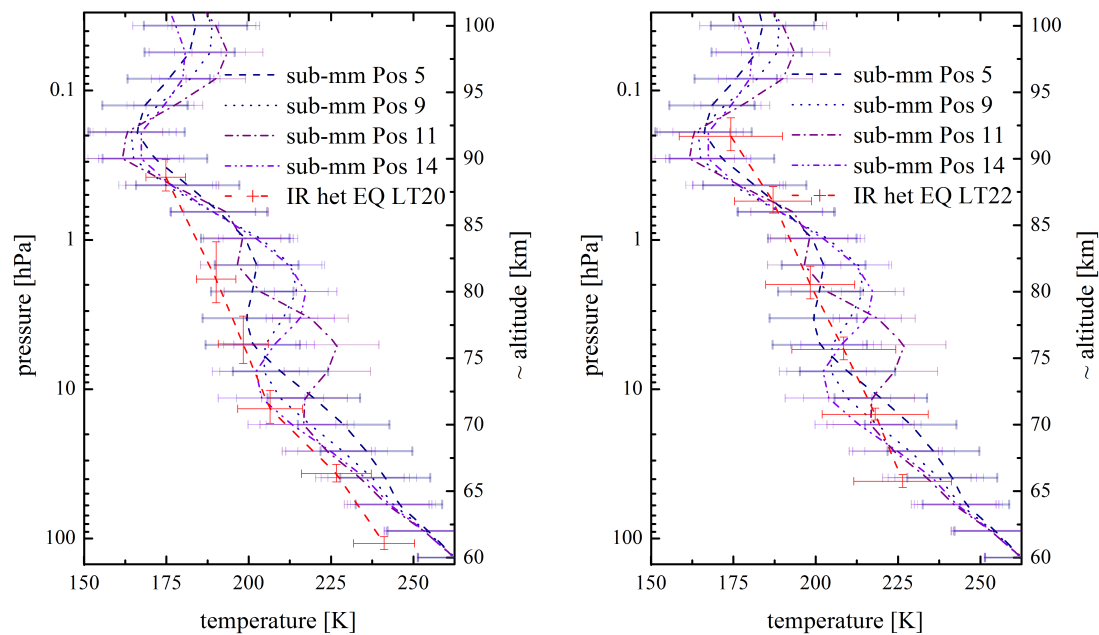 100
sub-mm Pos 5
0.1
95
sub-mm Pos 9
sub-mm Pos 11
sub-mm Pos 14
90
IR het EQ LT20
85
1
80
75
10
70
65
100
60
150
175
200
225
250
pressure [hPa]
~ altitude [km]
temperature [K]
100
sub-mm Pos 5
0.1
95
sub-mm Pos 9
sub-mm Pos 11
sub-mm Pos 14
90
IR het EQ LT22
85
1
80
75
10
70
65
100
60
150
175
200
225
250
pressure [hPa]
~ altitude [km]
temperature [K]